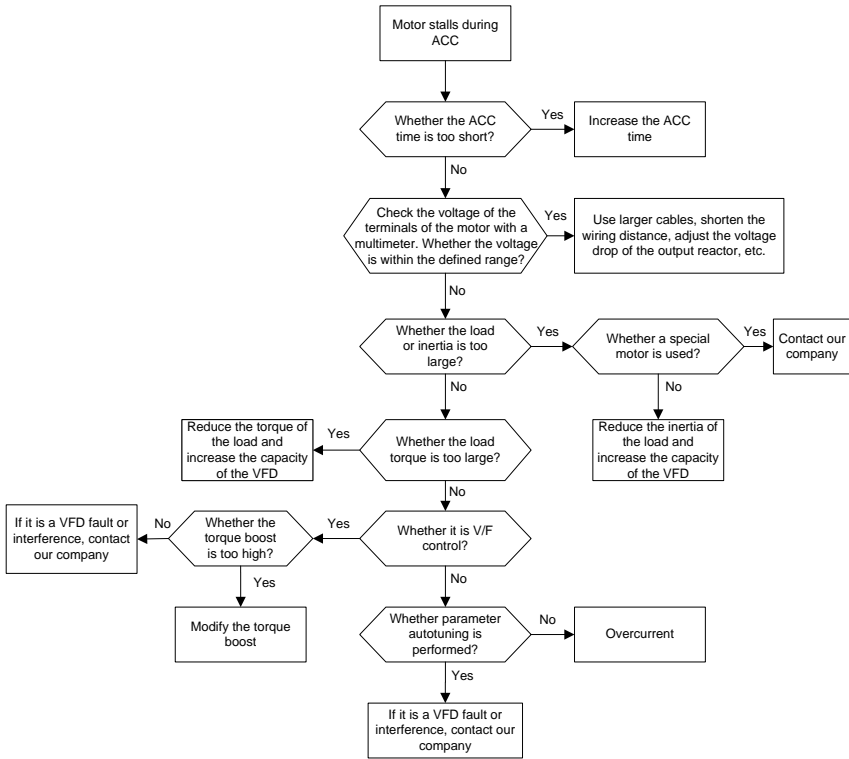 Motor stalls during
ACC
Whether the ACC
time is too short?
Yes
Increase the ACC
time
No
Check the voltage of the
terminals of the motor with a
multimeter. Whether the voltage
is within the defined range?
Yes
Use larger cables, shorten the
wiring distance, adjust the voltage
drop of the output reactor, etc.
No
Whether the load
or inertia is too
large?
Yes
Whether a special
motor is used?
Yes
Contact our
company
No
No
Reduce the torque of
the load and
increase the capacity
of the VFD
Yes
Whether the load
torque is too large?
Reduce the inertia of
the load and
increase the capacity
of the VFD
No
If it is a VFD fault or
interference, contact
our company
No
Whether the
torque boost
is too high?
Yes
Whether it is V/F
control?
Yes
No
Modify the torque
boost
Whether parameter
autotuning is
performed?
No
Overcurrent
Yes
If it is a VFD fault or
interference, contact our
company